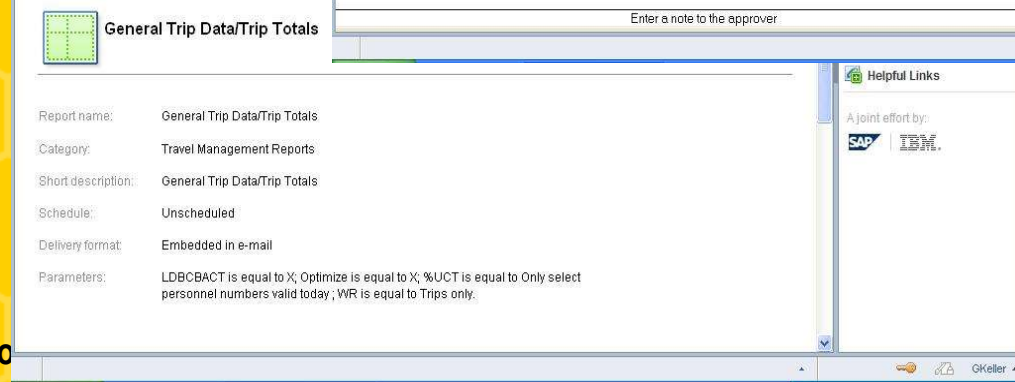 Enter a note to the approver
General Trip Data/Trip Totals
Helpful Links
Report name: General Trip Data/Trip Totals
A joint effort by:
SAP IBM.
Category: Travel Management Reports
Short description: General Trip Data/Trip Totals
Schedule: Unscheduled
Delivery format: Embedded in e-mail
Parameters: LDBCBACT is equal to X; Optimize is equal to X; %UCT is equal to Only select
personnel numbers valid today ; WR is equal to Trips only.
GKeller